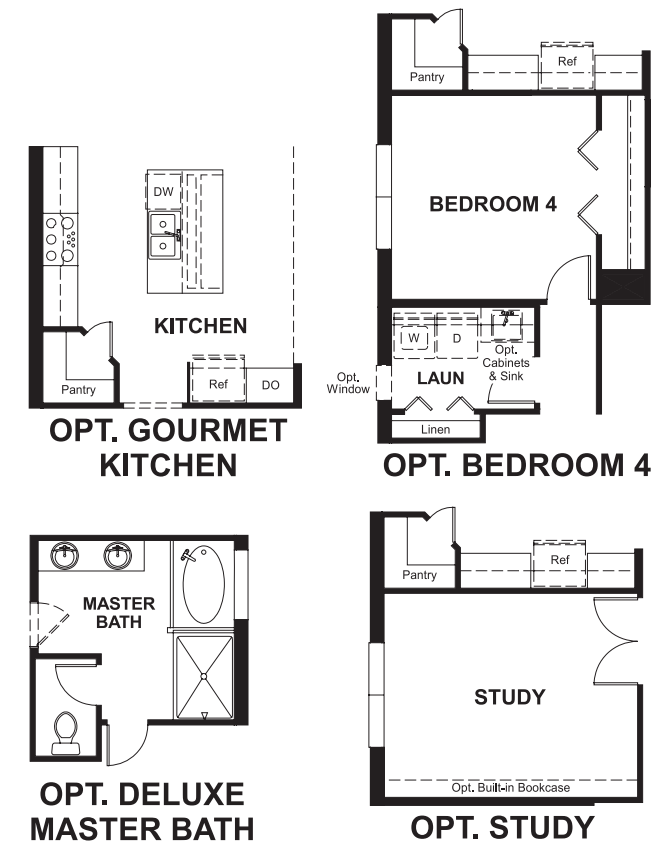 DW
KITCHEN
Pantry
Ref
DO
OPT. GOURMET
KITCHEN
Pantry
Ref
BEDROOM 4
W
D
Opt.
Cabinets
& Sink
LAUN
Opt.
Window
Linen
OPT. BEDROOM 4
MASTER
BATH
OPT. DELUXE
MASTER BATH
Pantry
Ref
STUDY
Opt. Built-in Bookcase
OPT. STUDY